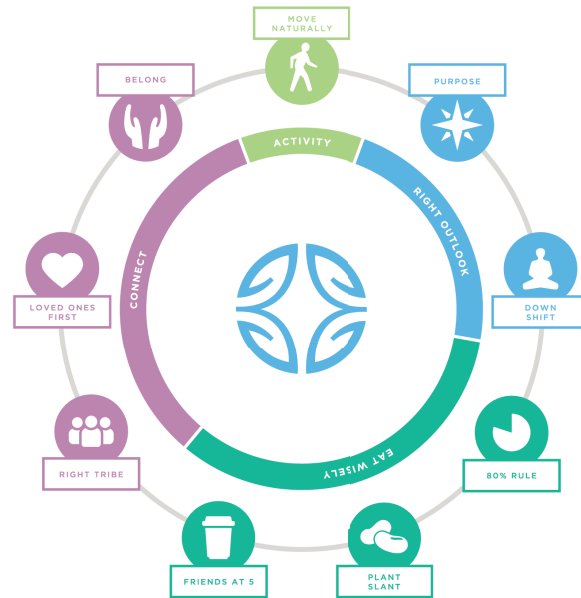 MOVE
NATURALLY
BELONG
PURPOSE
ACTIVITY
RIGHT OUTLOOK
CONNECT
LOVED ONES
FIRST
DOWN
SHIFT
EAT WISELY
RIGHT TRIBE
80% RULE
FRIENDS AT 5
PLANT
SLANT